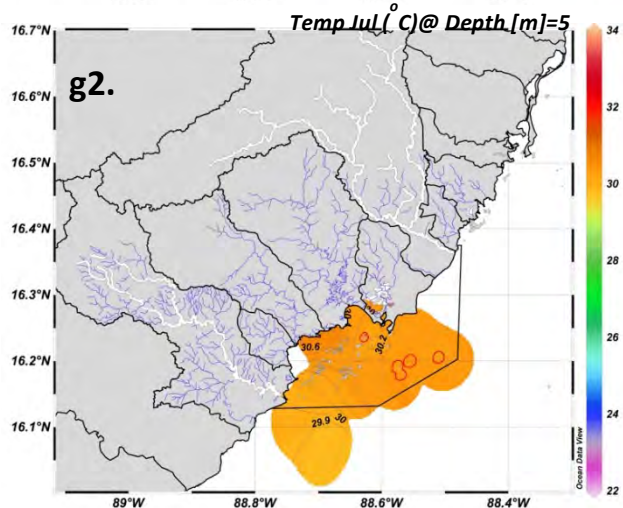 Temp Jul (°C)@ Depth [m]=5
g2.
16.7°N
16.6°N
16.5°N
16.4°N
16.3°N
16.2°N
16.1°N
89°W
88.8°W
88.6°W
88.4°W
30.6
30.2
29.9
30
34
32
30
28
26
24
22
Ocean Data View